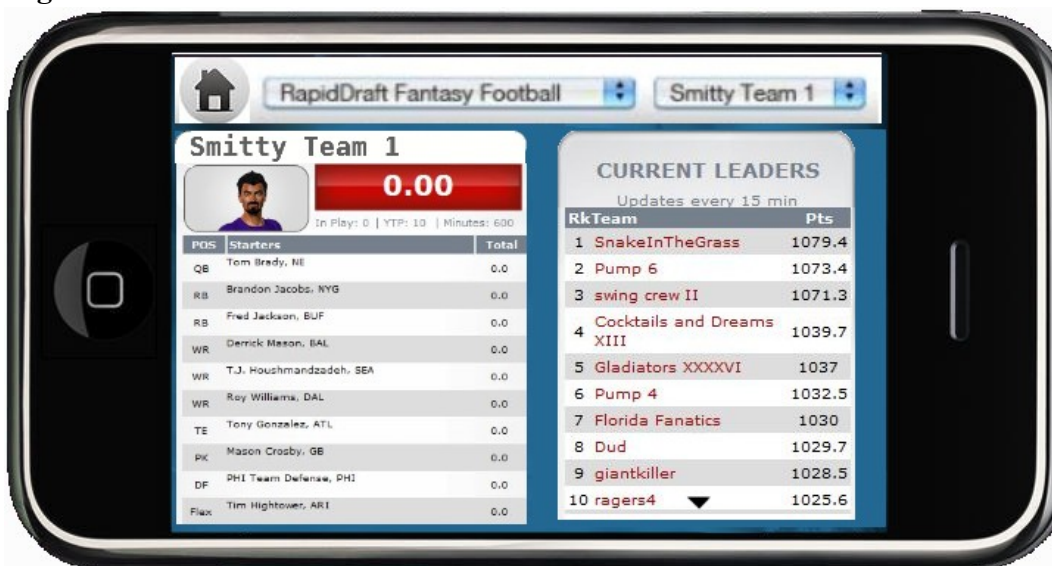 RapidDraft Fantasy Football
Smitty Team 1
Smitty Team 1
0.00
In Play: 0 | YTP: 10 | Minutes: 600
POS Starters Total
QB Tom Brady, NE 0.0
RB Brandon Jacobs, NYG 0.0
RB Fred Jackson, BUF 0.0
WR Derrick Mason, BAL 0.0
WR T.J. Houshmandzadeh, SEA 0.0
WR Roy Williams, DAL 0.0
TE Tony Gonzalez, ATL 0.0
PK Mason Crosby, GB 0.0
DF PHI Team Defense, PHI 0.0
Flex Tim Hightower, ARI 0.0
CURRENT LEADERS
Updates every 15 min
Rk Team Pts
1 SnakeInTheGrass 1079.4
2 Pump 6 1073.4
3 swing crew II 1071.3
4 Cocktails and Dreams XIII 1039.7
5 Gladiators XXXXVI 1037
6 Pump 4 1032.5
7 Florida Fanatics 1030
8 Dud 1029.7
9 giantkiller 1028.5
10 ragers4 1025.6